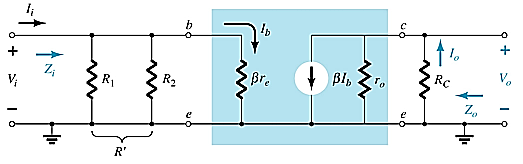 I_i
b
I_b
c
+
Z_i
V_i
−
R_1
R_2
βr_e
βI_b
r_o
R_C
I_o
+
V_o
−
Z_o
e
e
R'